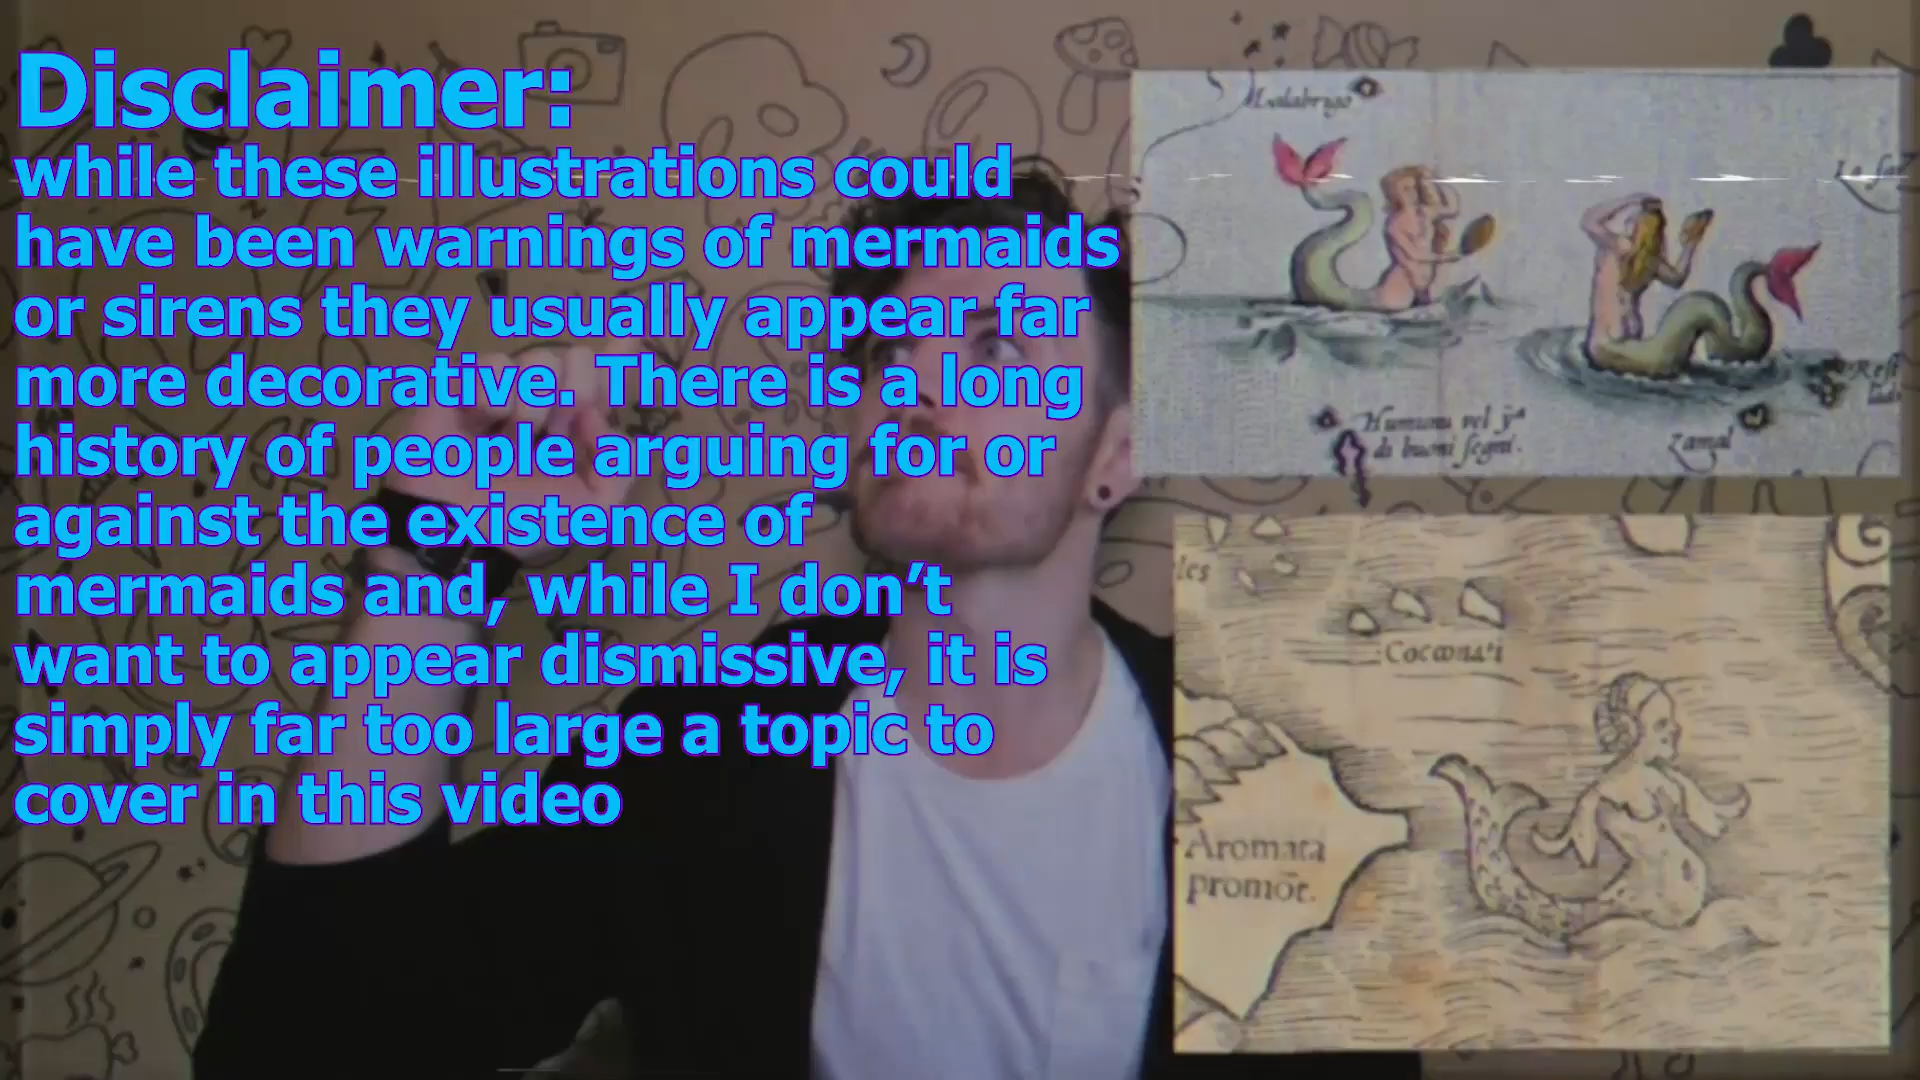 Disclaimer:
while these illustrations could
have been warnings of mermaids
or sirens they usually appear far
more decorative. There is a long
history of people arguing for or
against the existence of
mermaids and, while I don’t
want to appear dismissive, it is
simply far too large a topic to
cover in this video
Zamal
Aromata
promōt.